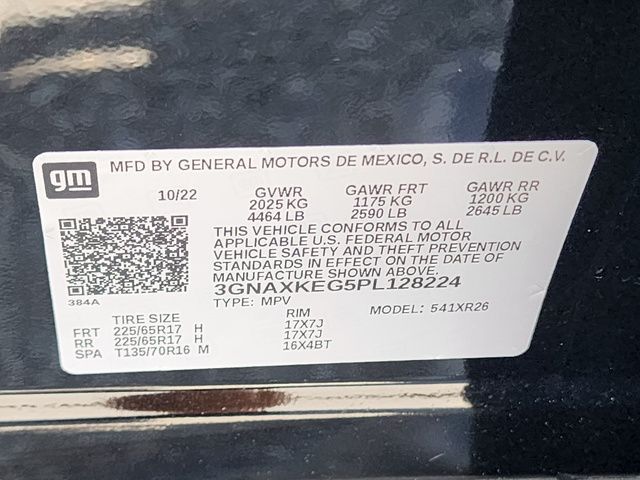 gm
MFD BY GENERAL MOTORS DE MEXICO, S. DE R.L. DE C.V.
10/22 GVWR GAWR FRT GAWR RR
2025 KG 1175 KG 1200 KG
4464 LB 2590 LB 2645 LB
THIS VEHICLE CONFORMS TO ALL
APPLICABLE U.S. FEDERAL MOTOR
VEHICLE SAFETY AND THEFT PREVENTION
STANDARDS IN EFFECT ON THE DATE OF
MANUFACTURE SHOWN ABOVE.
3GNAXKEG5PL128224
384A
TYPE: MPV MODEL: 541XR26
TIRE SIZE RIM
FRT 225/65R17 H 17X7J
RR 225/65R17 H 17X7J
SPA T135/70R16 M 16X4BT